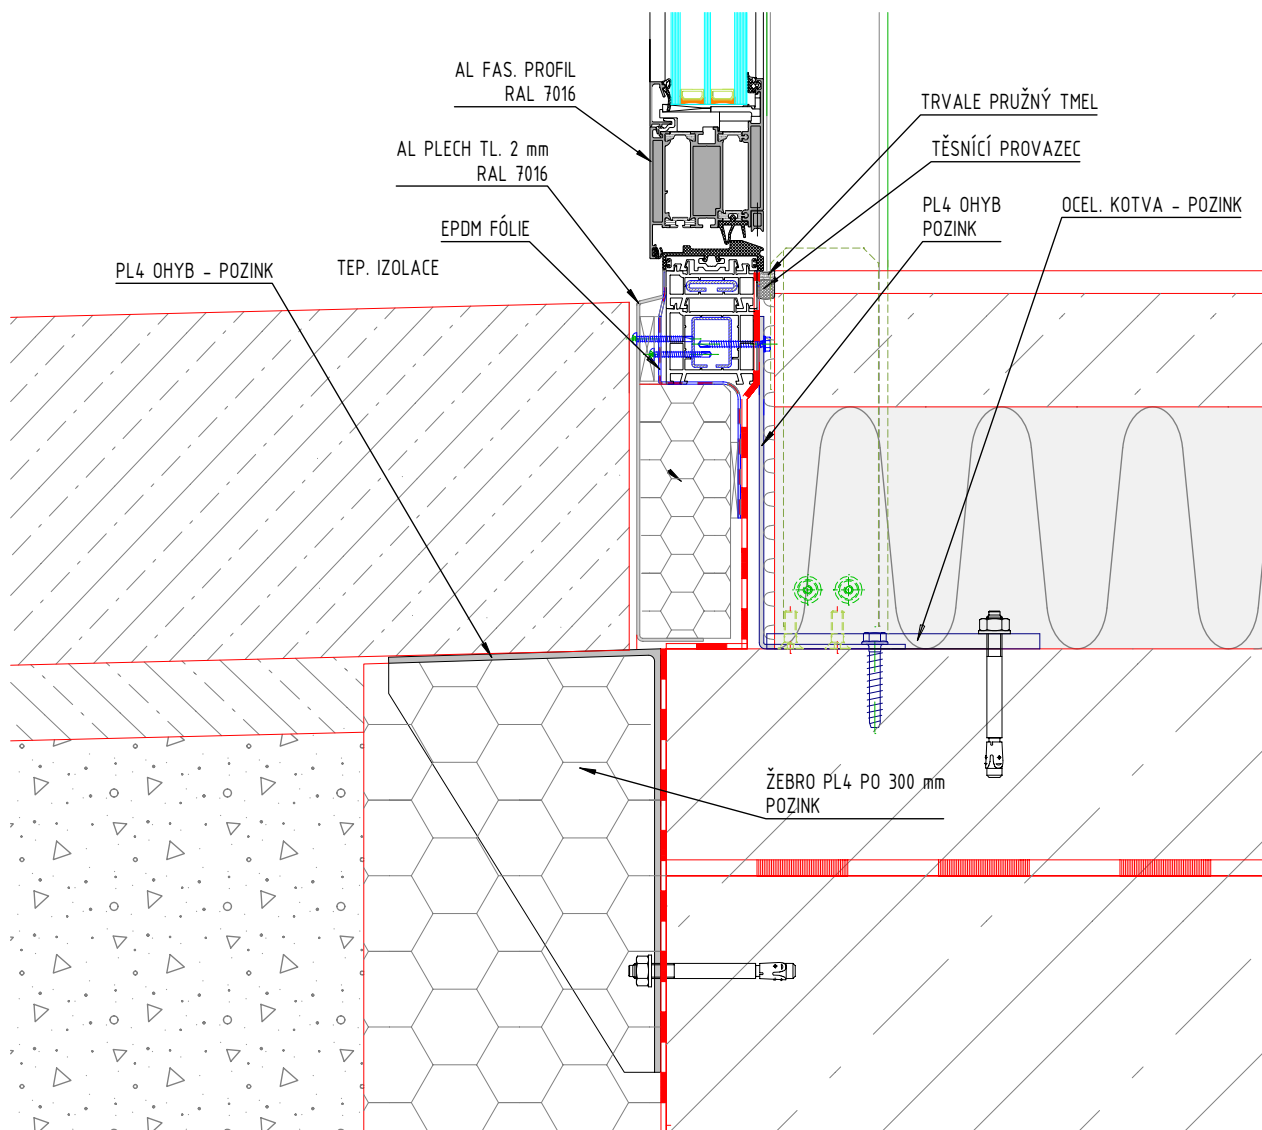 AL FAS. PROFIL
RAL 7016
TRVALE PRUŽNÝ TMEL
AL PLECH TL. 2 mm
RAL 7016
TĚSNÍCÍ PROVAZEC
PL4 OHYB
POZINK
OCEL. KOTVA - POZINK
EPDM FÓLIE
PL4 OHYB - POZINK
TEP. IZOLACE
ŽEBRO PL4 PO 300 mm
POZINK